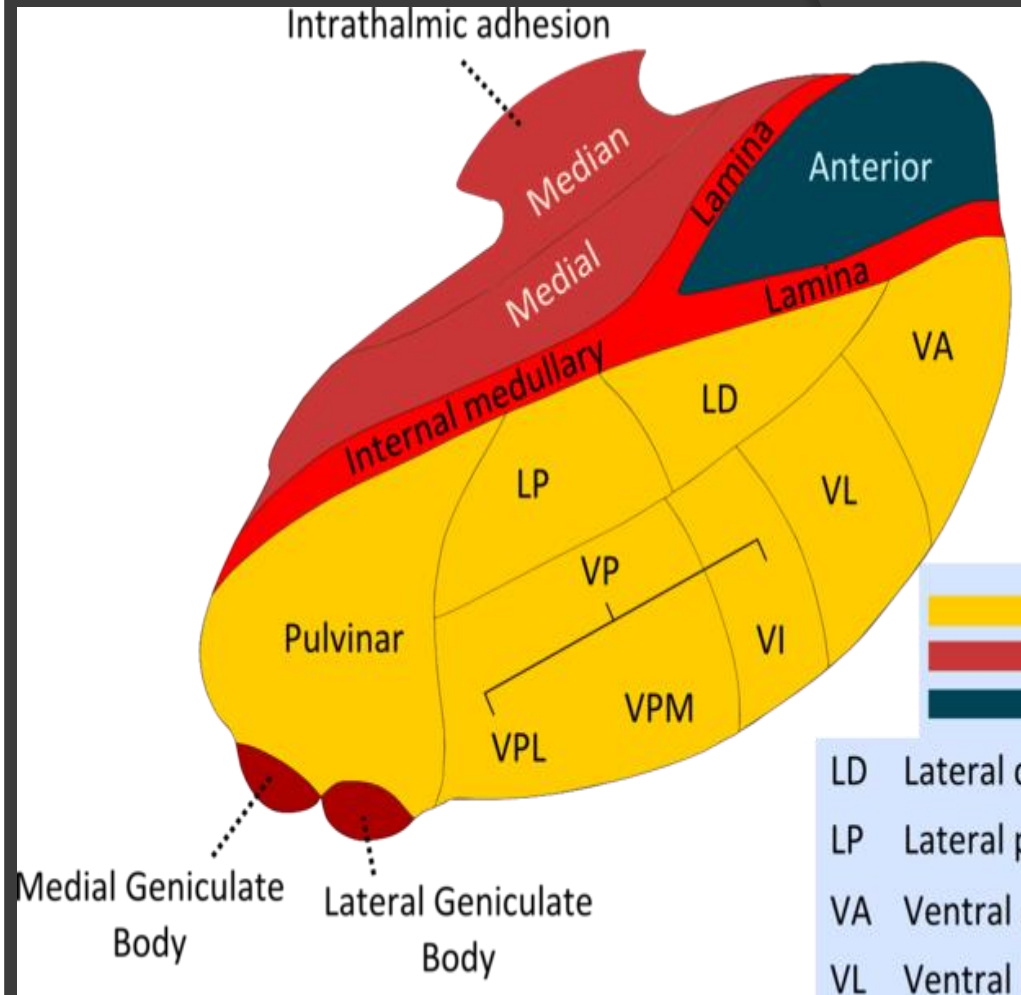 Intrathalmic adhesion
Median
Medial
Lamina
Anterior
Lamina
Internal medullary
VA
LD
LP
VL
VP
VI
Pulvinar
VPM
VPL
Medial Geniculate
Body
Lateral Geniculate
Body
LD Lateral
LP Lateral
VA Ventral
VL Ventral